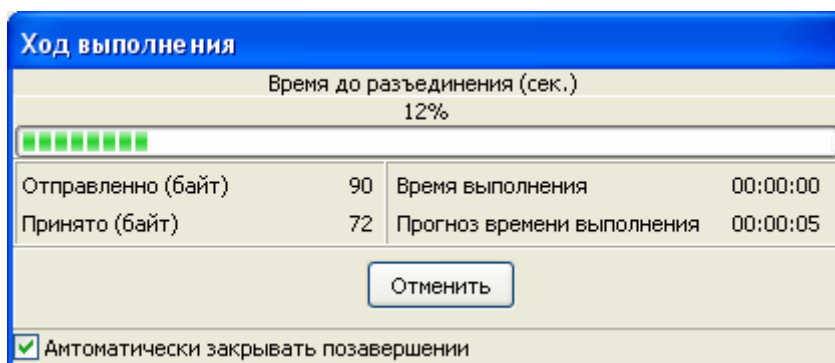 Ход выполнения
Время до разъединения (сек.)
12%
Отправленно (байт) 90 Время выполнения 00:00:00
Принято (байт) 72 Прогноз времени выполнения 00:00:05
Отменить
Амтоматически закрывать позавершении